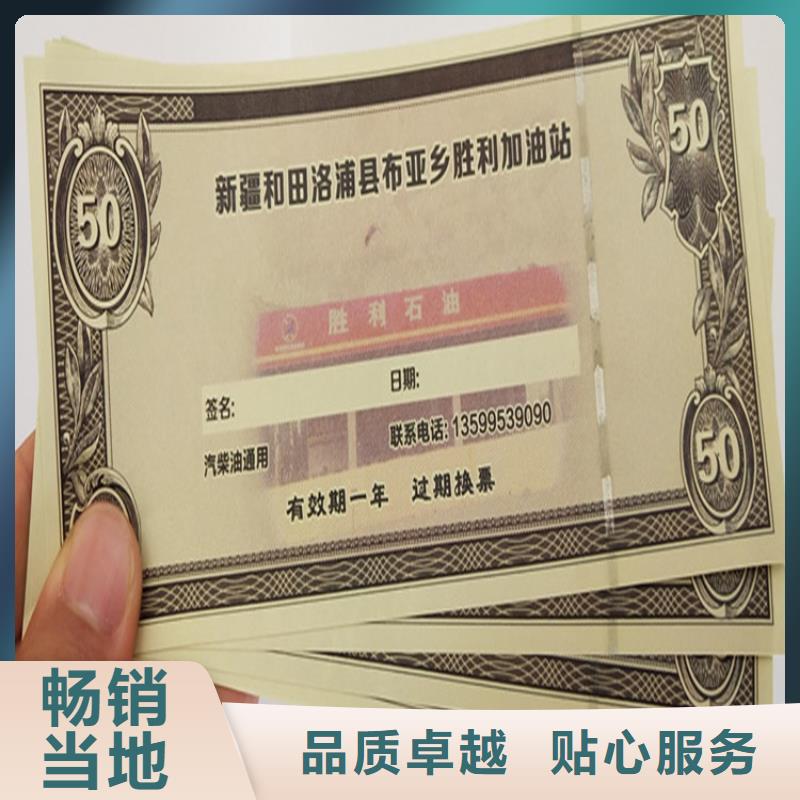 新疆和田洛浦县布亚乡胜利加油站
50
50
胜利石油
签名:
日期:
汽柴油通用
联系电话: 13599539090
有效期一年 过期换票
50
50
畅销
当地
品质卓越 贴心服务